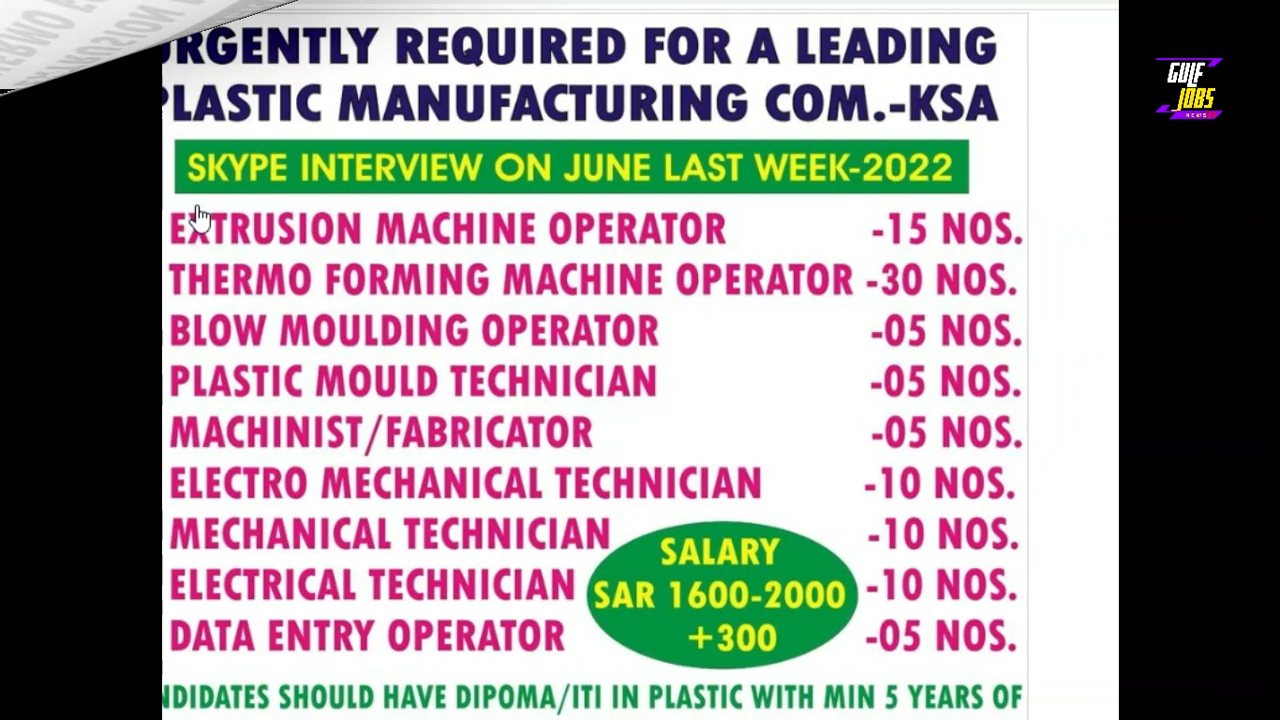 URGENTLY REQUIRED FOR A LEADING
PLASTIC MANUFACTURING COM.-KSA
SKYPE INTERVIEW ON JUNE LAST WEEK-2022
EXTRUSION MACHINE OPERATOR -15 NOS.
THERMO FORMING MACHINE OPERATOR -30 NOS.
BLOW MOULDING OPERATOR -05 NOS.
PLASTIC MOULD TECHNICIAN -05 NOS.
MACHINIST/FABRICATOR -05 NOS.
ELECTRO MECHANICAL TECHNICIAN -10 NOS.
MECHANICAL TECHNICIAN -10 NOS.
ELECTRICAL TECHNICIAN -10 NOS.
DATA ENTRY OPERATOR -05 NOS.
SALARY
SAR 1600-2000
+300
NDIDATES SHOULD HAVE DIPOMA/ITI IN PLASTIC WITH MIN 5 YEARS OF
GULF
JOBS
NEWS